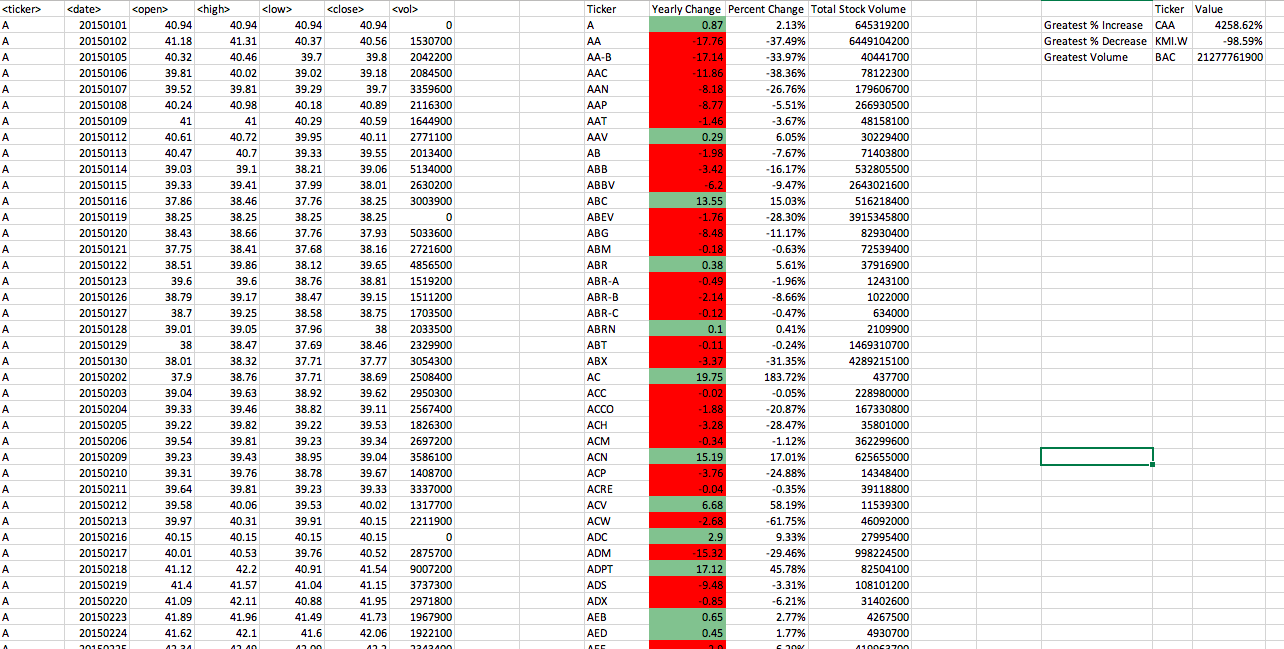 <ticker> <date> <open> <high> <low> <close> <vol> Ticker Yearly Change Percent Change Total Stock Volume Ticker Value
A 20150101 40.94 40.94 40.94 40.94 0 A 0.87 2.13% 645319200 Greatest % Increase CAA 4258.62%
A 20150102 41.18 41.31 40.37 40.56 1530700 AA -17.76 -37.49% 6449104200 Greatest % Decrease KMI.W -98.59%
A 20150105 40.32 40.46 39.7 39.8 2042200 AA-B -17.14 -33.97% 40441700 Greatest Volume BAC 21277761900
A 20150106 39.81 40.02 39.02 39.18 2084500 AAC -11.86 -38.36% 78122300
A 20150107 39.52 39.81 39.29 39.7 3359600 AAN -8.18 -26.76% 179606700
A 20150108 40.24 40.98 40.18 40.89 2116300 AAP -8.77 -5.51% 266930500
A 20150109 41 41 40.29 40.59 1644900 AAT -1.46 -3.67% 48158100
A 20150112 40.61 40.72 39.95 40.11 2771100 AAV 0.29 6.05% 30229400
A 20150113 40.47 40.7 39.33 39.55 2013400 AB -1.98 -7.67% 71403800
A 20150114 39.03 39.1 38.21 39.06 5134000 ABB -3.42 -16.17% 532805500
A 20150115 39.33 39.41 37.99 38.01 2630200 ABBV -6.2 -9.47% 2643021600
A 20150116 37.86 38.46 37.76 38.25 3003900 ABC 13.55 15.03% 516218400
A 20150119 38.25 38.25 38.25 38.25 0 ABEV -1.76 -28.30% 3915345800
A 20150120 38.43 38.66 37.76 37.93 5033600 ABG -8.48 -11.17% 82930400
A 20150121 37.75 38.41 37.68 38.16 2721600 ABM -0.18 -0.63% 72539400
A 20150122 38.51 39.86 38.12 39.65 4856500 ABR 0.38 5.61% 37916900
A 20150123 39.6 39.6 38.76 38.81 1519200 ABR-A -0.49 -1.96% 1243100
A 20150126 38.79 39.17 38.47 39.15 1511200 ABR-B -2.14 -8.66% 1022000
A 20150127 38.7 39.25 38.58 38.75 1703500 ABR-C -0.12 -0.47% 634000
A 20150128 39.01 39.05 37.96 38 2033500 ABRN 0.1 0.41% 2109900
A 20150129 38 38.47 37.69 38.46 2329900 ABT -0.11 -0.24% 1469310700
A 20150130 38.01 38.32 37.71 37.77 3054300 ABX -3.37 -31.35% 4289215100
A 20150202 37.9 38.76 37.71 38.69 2508400 AC 19.75 183.72% 437700
A 20150203 39.04 39.63 38.92 39.62 2950300 ACC -0.02 -0.05% 228980000
A 20150204 39.33 39.46 38.82 39.11 2567400 ACCO -1.88 -20.87% 167330800
A 20150205 39.22 39.82 39.22 39.53 1826300 ACH -3.28 -28.47% 35801000
A 20150206 39.54 39.81 39.23 39.34 2697200 ACM -0.34 -1.12% 362299600
A 20150209 39.23 39.43 38.95 39.04 3586100 ACN 15.19 17.01% 625655000
A 20150210 39.31 39.76 38.78 39.67 1408700 ACP -3.76 -24.88% 14348400
A 20150211 39.64 39.81 39.23 39.33 3337000 ACRE -0.04 -0.35% 39118800
A 20150212 39.58 40.06 39.53 40.02 1317700 ACV 6.68 58.19% 11539300
A 20150213 39.97 40.31 39.91 40.15 2211900 ACW -2.68 -61.75% 46092000
A 20150216 40.15 40.15 40.15 40.15 0 ADC 2.9 9.33% 27995400
A 20150217 40.01 40.53 39.76 40.52 2875700 ADM -15.32 -29.46% 998224500
A 20150218 41.12 42.2 40.91 41.54 9007200 ADPT 17.12 45.78% 82504100
A 20150219 41.4 41.57 41.04 41.15 3737300 ADS -9.48 -3.31% 108101200
A 20150220 41.09 42.11 40.88 41.95 2971800 ADX -0.85 -6.21% 31402600
A 20150223 41.89 41.96 41.49 41.73 1967900 AEB 0.65 2.77% 4267500
A 20150224 41.62 42.1 41.6 42.06 1922100 AED 0.45 1.77% 4930700
A 20150225